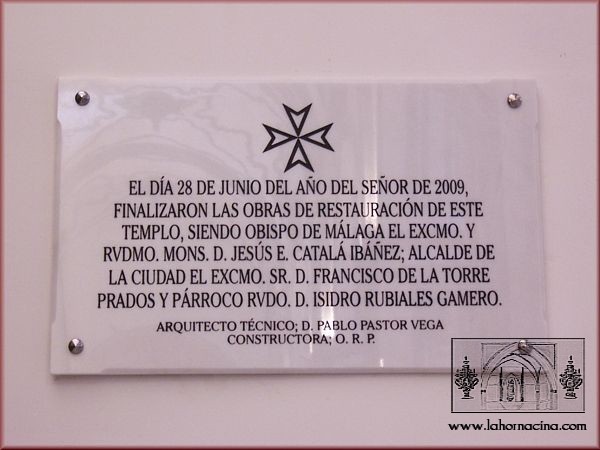 EL DÍA 28 DE JUNIO DEL AÑO DEL SEÑOR DE 2009,
FINALIZARON LAS OBRAS DE RESTAURACIÓN DE ESTE
TEMPLO, SIENDO OBISPO DE MÁLAGA EL EXCMO. Y
RVDMO. MONS. D. JESÚS E. CATALÁ IBÁÑEZ; ALCALDE DE
LA CIUDAD EL EXCMO. SR. D. FRANCISCO DE LA TORRE
PRADOS Y PÁRROCO RVDO. D. ISIDRO RUBIALES GAMERO.
ARQUITECTO TÉCNICO; D. PABLO PASTOR VEGA
CONSTRUCTORA; O. R. P.
www.lahornacina.com